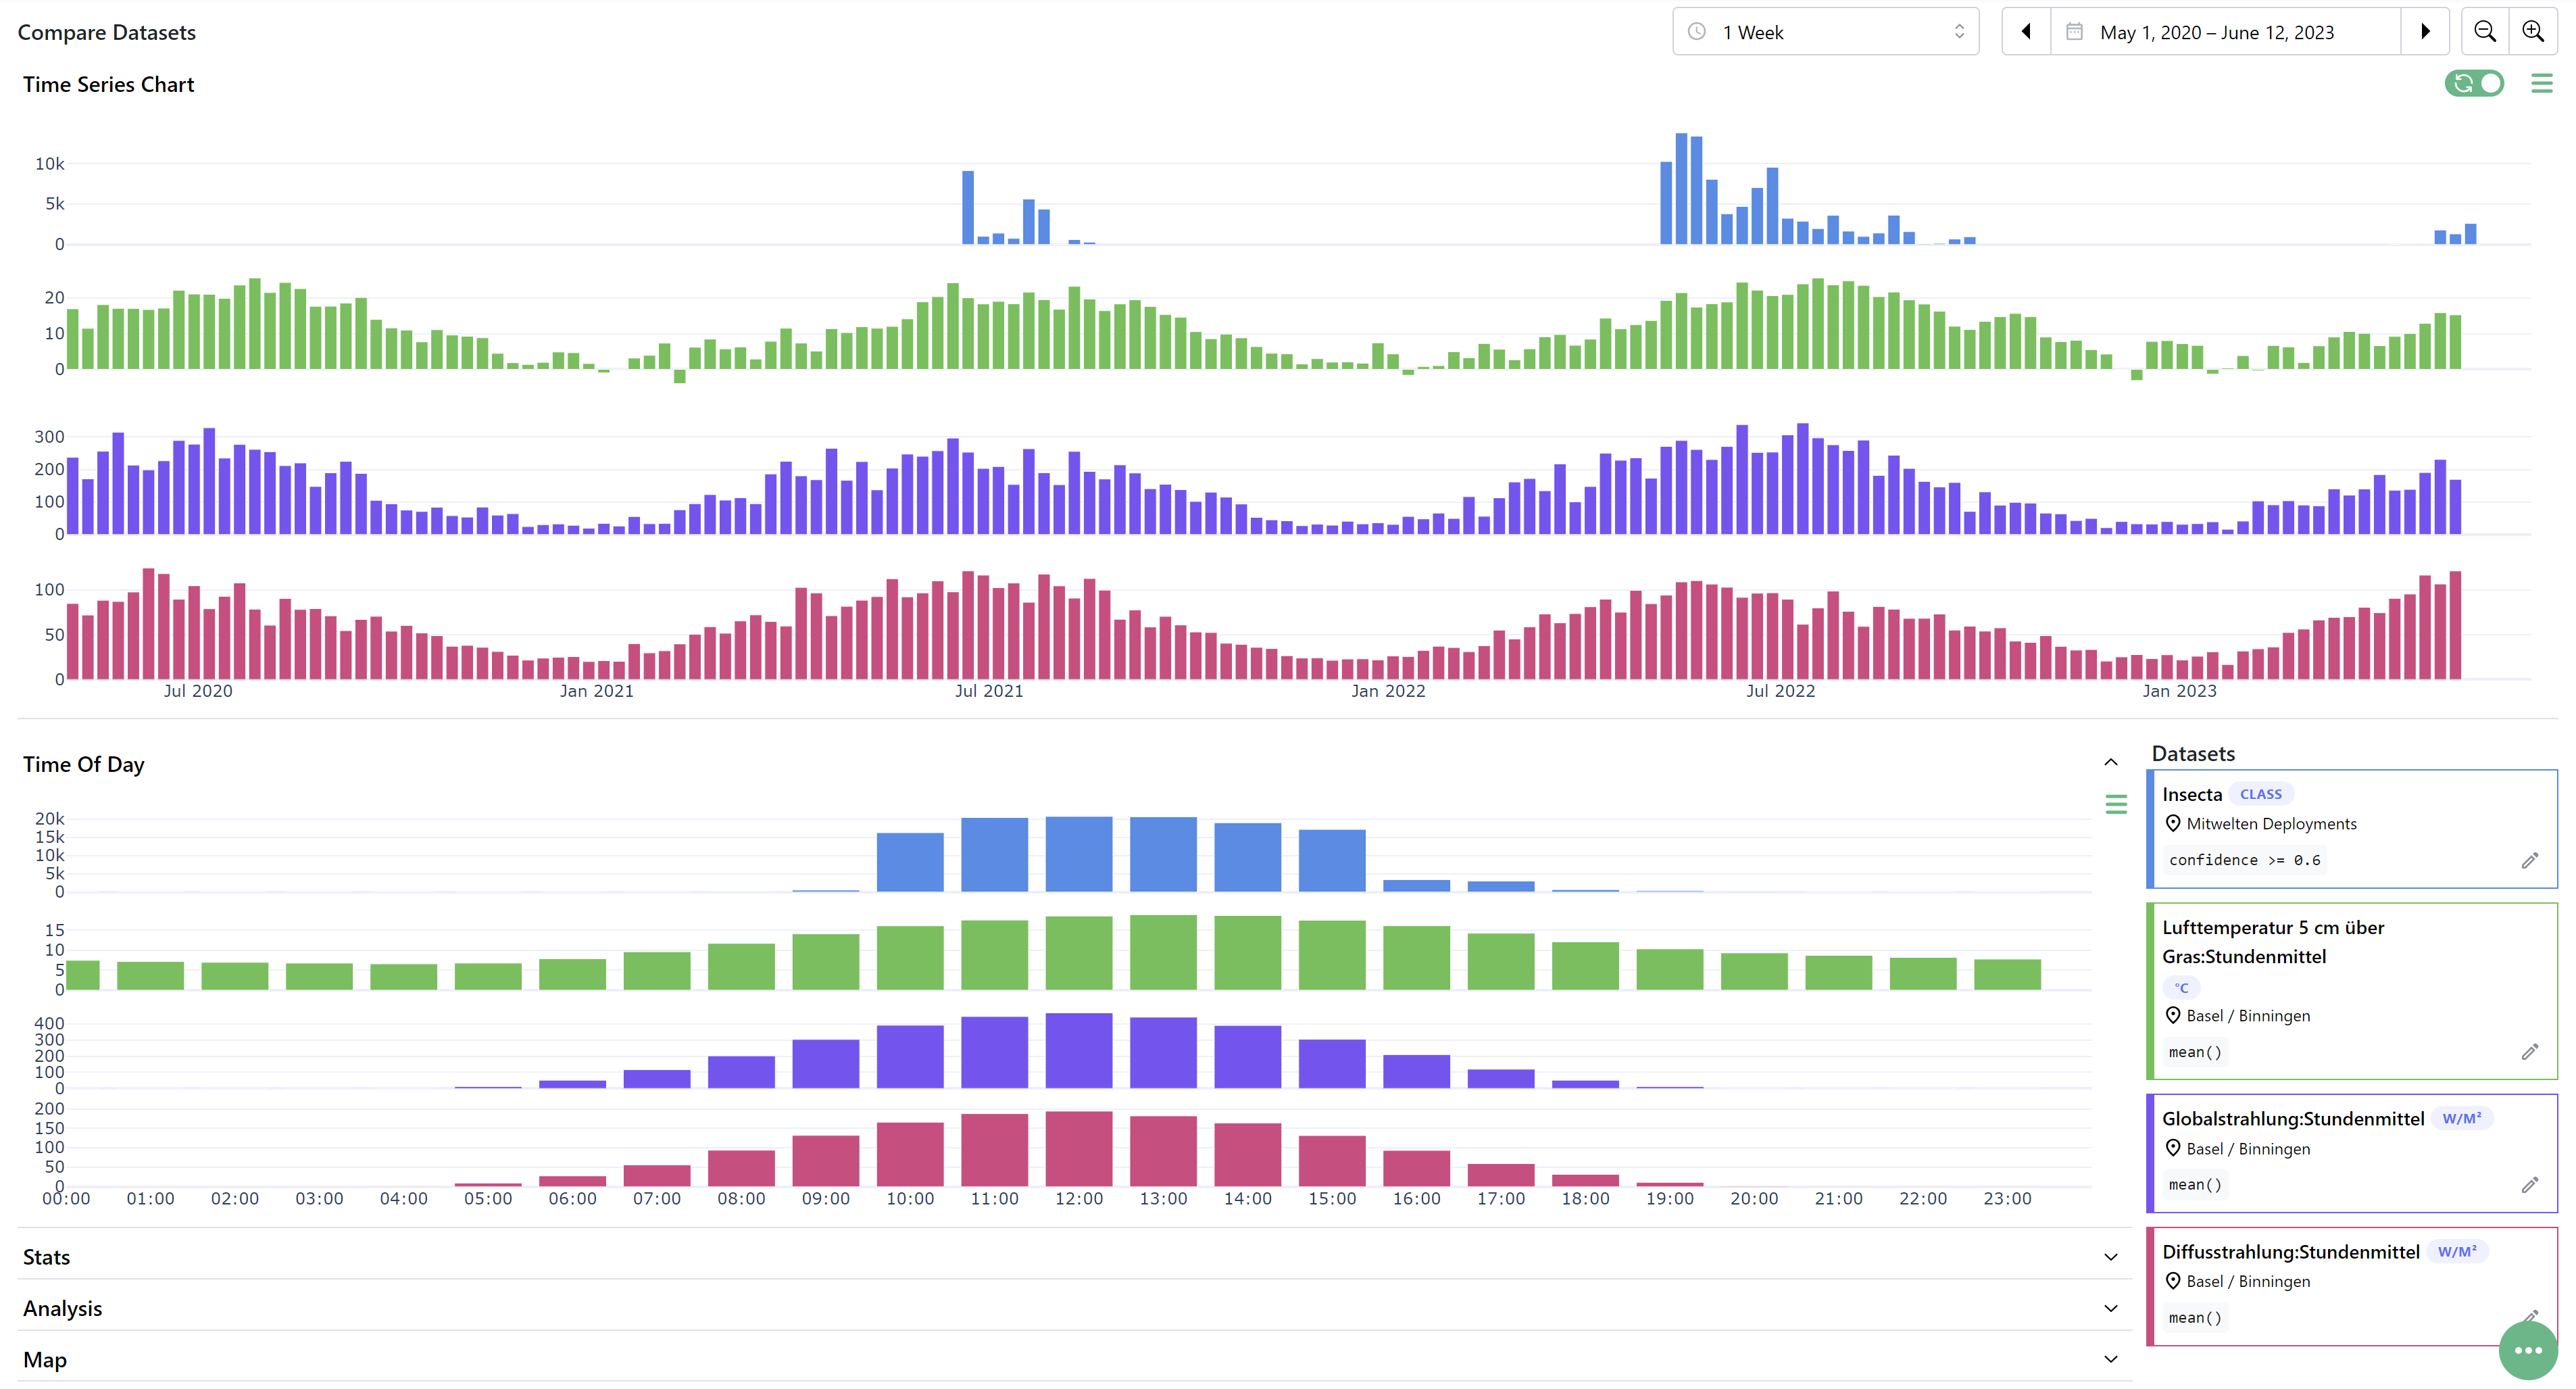 Compare Datasets
1 Week
May 1, 2020 – June 12, 2023
Time Series Chart
10k
5k
0
20
10
0
300
200
100
0
100
50
0
Jul 2020 Jan 2021 Jul 2021 Jan 2022 Jul 2022 Jan 2023
Time Of Day
20k
15k
10k
5k
0
15
10
5
0
400
300
200
100
0
200
150
100
50
0
00:00 01:00 02:00 03:00 04:00 05:00 06:00 07:00 08:00 09:00 10:00 11:00 12:00 13:00 14:00 15:00 16:00 17:00 18:00 19:00 20:00 21:00 22:00 23:00
Stats
Analysis
Map
Datasets
Insecta CLASS
Mitwelten Deployments
confidence >= 0.6
Lufttemperatur 5 cm über
Gras:Stundenmittel
°C
Basel / Binningen
mean()
Globalstrahlung:Stundenmittel W/M²
Basel / Binningen
mean()
Diffusstrahlung:Stundenmittel W/M²
Basel / Binningen
mean()